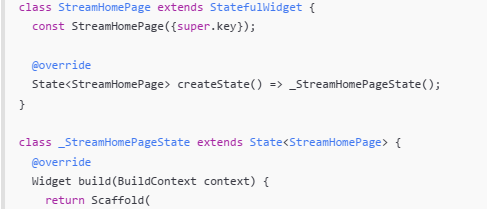 class StreamHomePage extends StatefulWidget {
  const StreamHomePage({super.key});

  @override
  State<StreamHomePage> createState() => _StreamHomePageState();
}

class _StreamHomePageState extends State<StreamHomePage> {
  @override
  Widget build(BuildContext context) {
    return Scaffold(